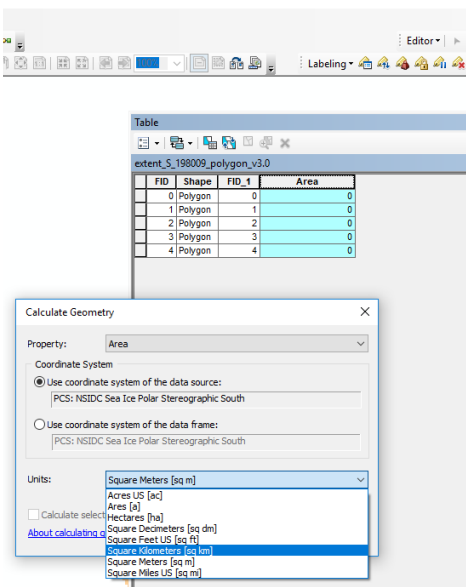 Editor
Labeling
Table
extent_S_198009_polygon_v3.0
FID Shape FID_1 Area
0 Polygon 0 0
1 Polygon 1 0
2 Polygon 2 0
3 Polygon 3 0
4 Polygon 4 0
Calculate Geometry
Property: Area
Coordinate System
Use coordinate system of the data source:
PCS: NSIDC Sea Ice Polar Stereographic South
Use coordinate system of the data frame:
PCS: NSIDC Sea Ice Polar Stereographic South
Units: Square Meters [sq m]
Acres US [ac]
Ares [a]
Calculate select
Hectares [ha]
Square Decimeters [sq dm]
About calculating g
Square Feet US [sq ft]
Square Kilometers [sq km]
Square Meters [sq m]
Square Miles US [sq mi]